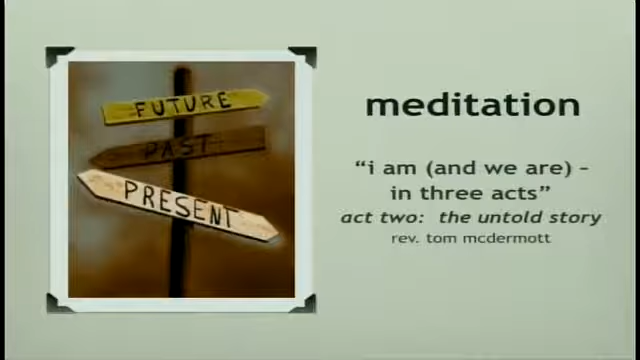 FUTURE
PAST
PRESENT
meditation
“i am (and we are) –
in three acts”
act two: the untold story
rev. tom mcdermott